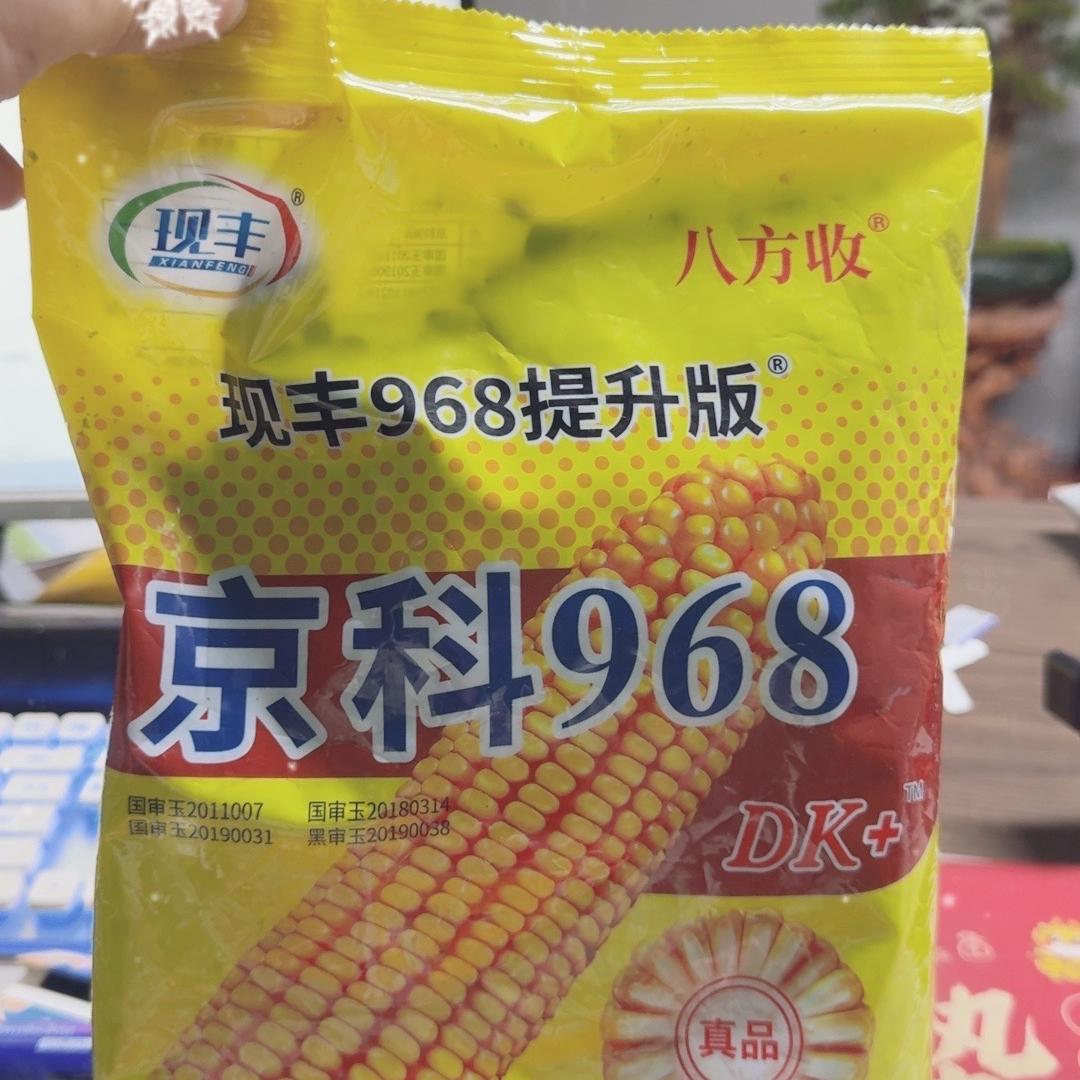 现丰®
XIANFENG
八方收®
现丰968提升版®
京科968
国审玉2011007 国审玉20180314
国审玉20190031 黑审玉20190038
DK+™
真品